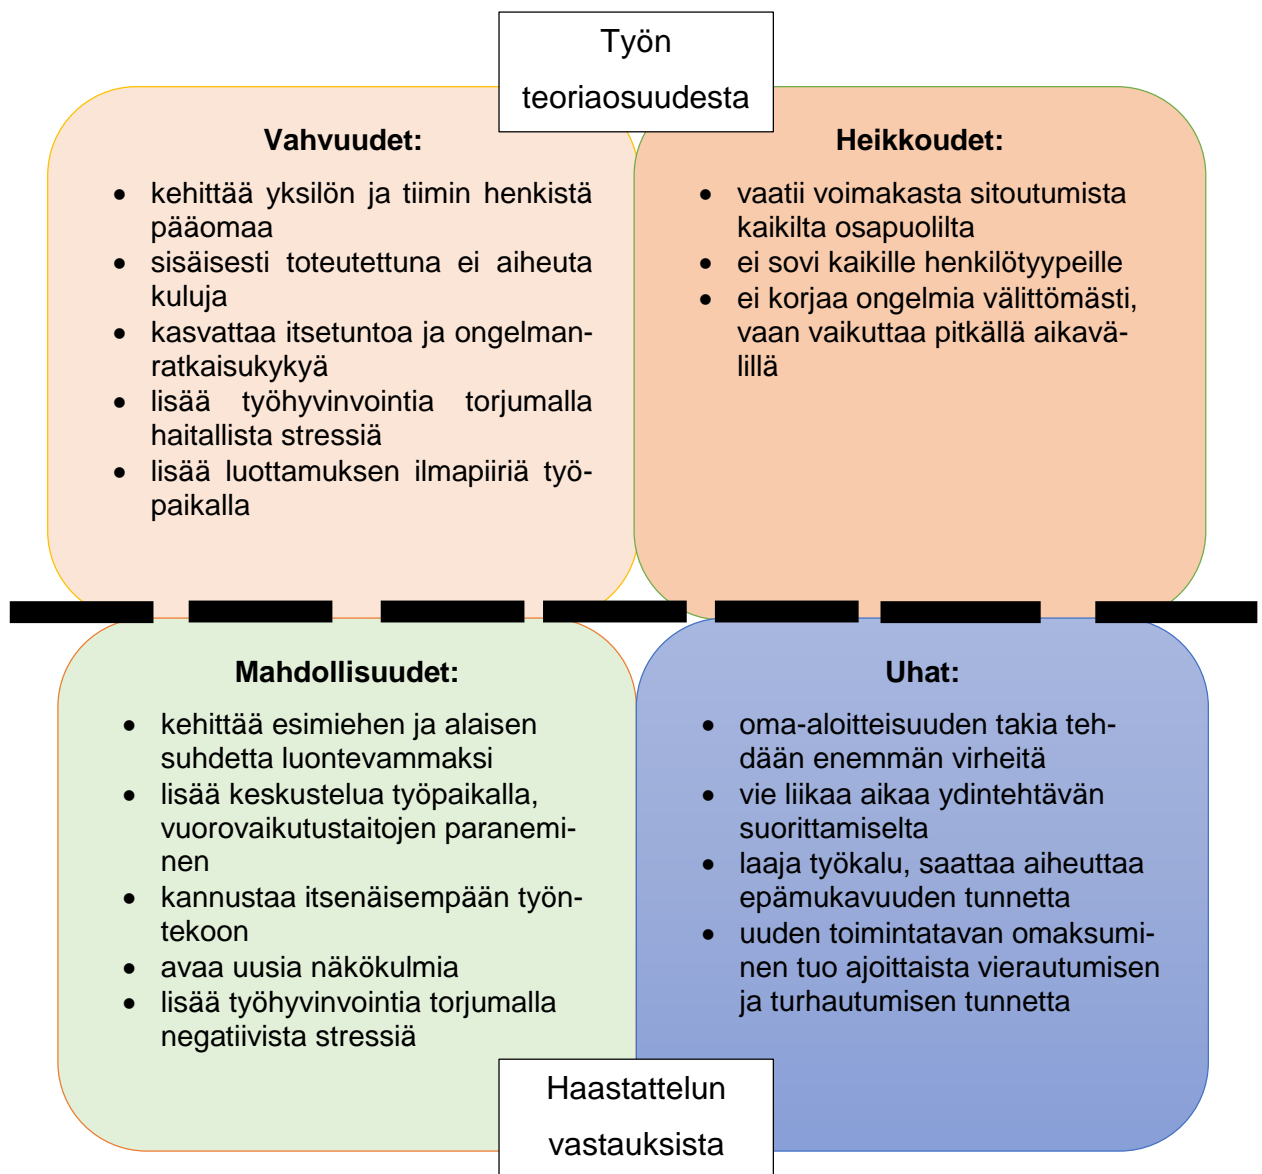 Työn
teoriaosuudesta
Vahvuudet:
• kehittää yksilön ja tiimin henkistä
pääomaa
• sisäisesti toteutettuna ei aiheuta
kuluja
• kasvattaa itsetuntoa ja ongelman-
ratkaisukykyä
• lisää työhyvinvointia torjumalla
haitallista stressiä
• lisää luottamuksen ilmapiiriä työ-
paikalla
Heikkoudet:
• vaatii voimakasta sitoutumista
kaikilta osapuolilta
• ei sovi kaikille henkilötyypeille
• ei korjaa ongelmia välittömästi,
vaan vaikuttaa pitkällä aikavä-
lillä
Mahdollisuudet:
• kehittää esimiehen ja alaisen
suhdetta luontevammaksi
• lisää keskustelua työpaikalla,
vuorovaikutustaitojen paranemi-
nen
• kannustaa itsenäisempään työn-
tekoon
• avaa uusia näkökulmia
• lisää työhyvinvointia torjumalla
negatiivista stressiä
Uhat:
• oma-aloitteisuuden takia teh-
dään enemmän virheitä
• vie liikaa aikaa ydintehtävän
suorittamiselta
• laaja työkalu, saattaa aiheuttaa
epämukavuuden tunnetta
• uuden toimintatavan omaksumi-
nen tuo ajoittaista vierautumisen
ja turhautumisen tunnetta
Haastattelun
vastauksista